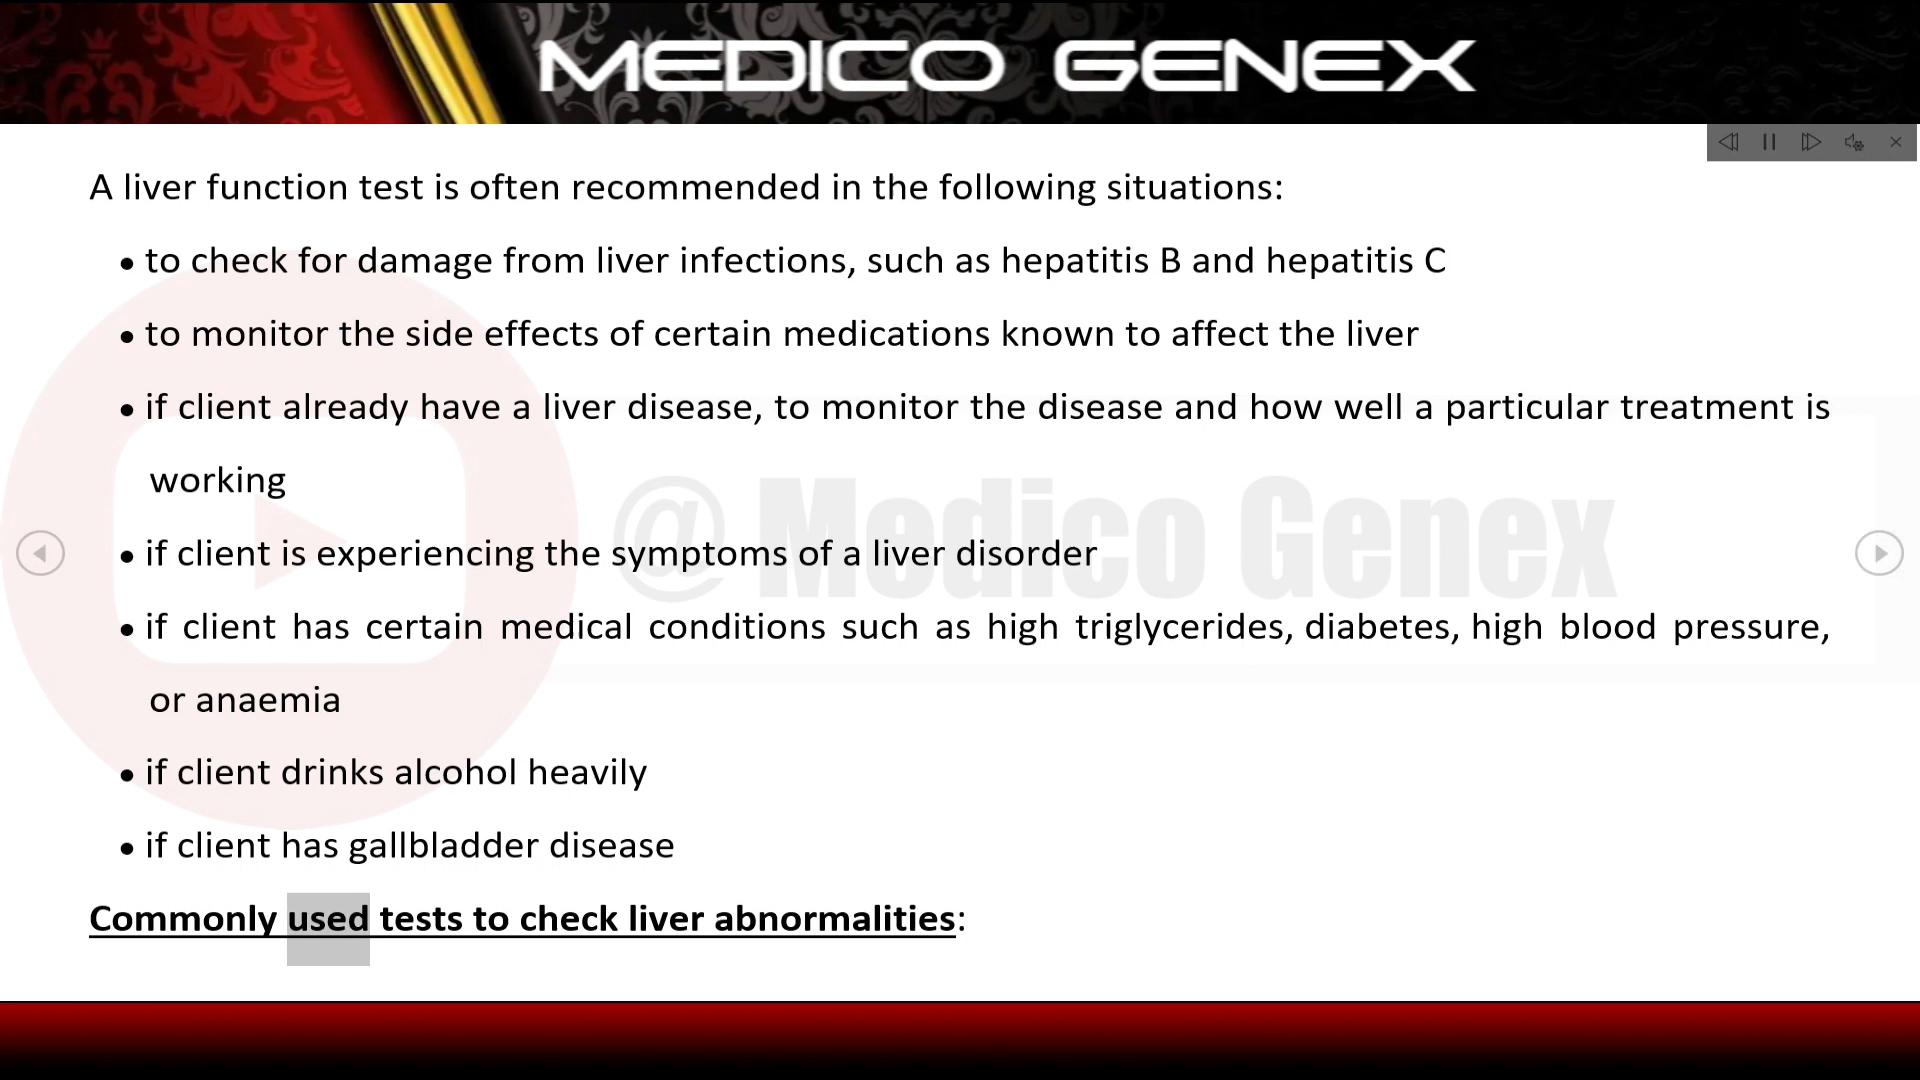 MEDICO GENEX
A liver function test is often recommended in the following situations:
• to check for damage from liver infections, such as hepatitis B and hepatitis C
• to monitor the side effects of certain medications known to affect the liver
• if client already have a liver disease, to monitor the disease and how well a particular treatment is
working
@Medico Genex
• if client is experiencing the symptoms of a liver disorder
• if client has certain medical conditions such as high triglycerides, diabetes, high blood pressure,
or anaemia
• if client drinks alcohol heavily
• if client has gallbladder disease
Commonly used tests to check liver abnormalities: